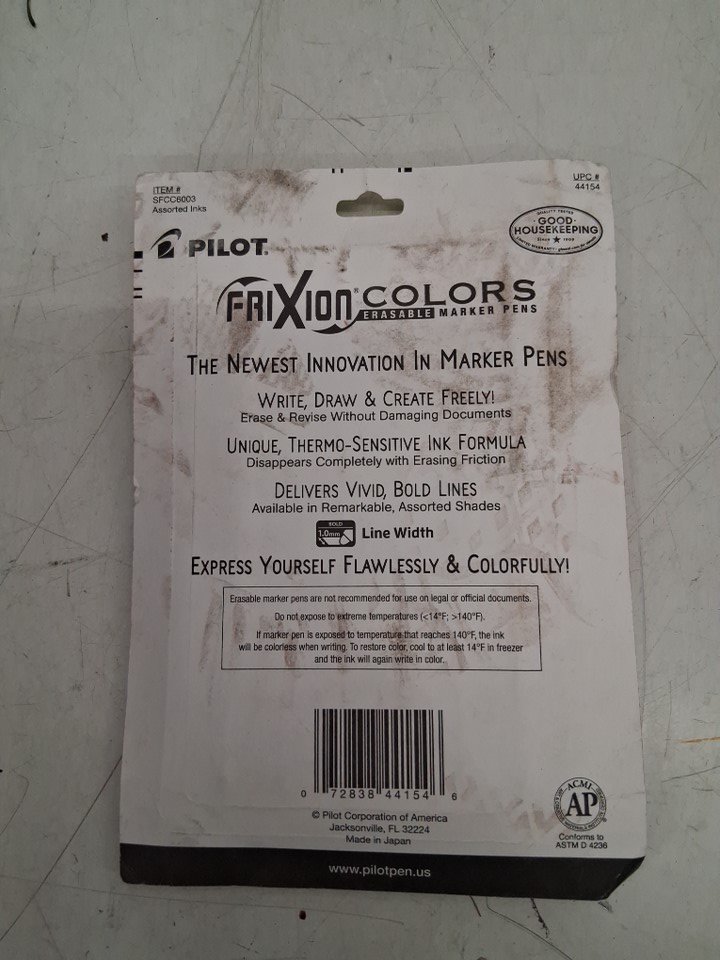 ITEM #
SFCC6003
Assorted Inks
UPC #
44154
PILOT
QUALITY TESTED
GOOD
HOUSEKEEPING
Since ★ 1909
LIMITED WARRANTY
FRIXION® COLORS
ERASABLE MARKER PENS
THE NEWEST INNOVATION IN MARKER PENS
WRITE, DRAW & CREATE FREELY!
Erase & Revise Without Damaging Documents
UNIQUE, THERMO-SENSITIVE INK FORMULA
Disappears Completely with Erasing Friction
DELIVERS VIVID, BOLD LINES
Available in Remarkable, Assorted Shades
BOLD
1.0mm
Line Width
EXPRESS YOURSELF FLAWLESSLY & COLORFULLY!
Erasable marker pens are not recommended for use on legal or official documents.
Do not expose to extreme temperatures (<14°F; >140°F).
If marker pen is exposed to temperature that reaches 140°F, the ink
will be colorless when writing. To restore color, cool to at least 14°F in freezer
and the ink will again write in color.
0 72838 44154 6
© Pilot Corporation of America
Jacksonville, FL 32224
Made in Japan
ACMI
AP
Conforms to
ASTM D 4236
www.pilotpen.us